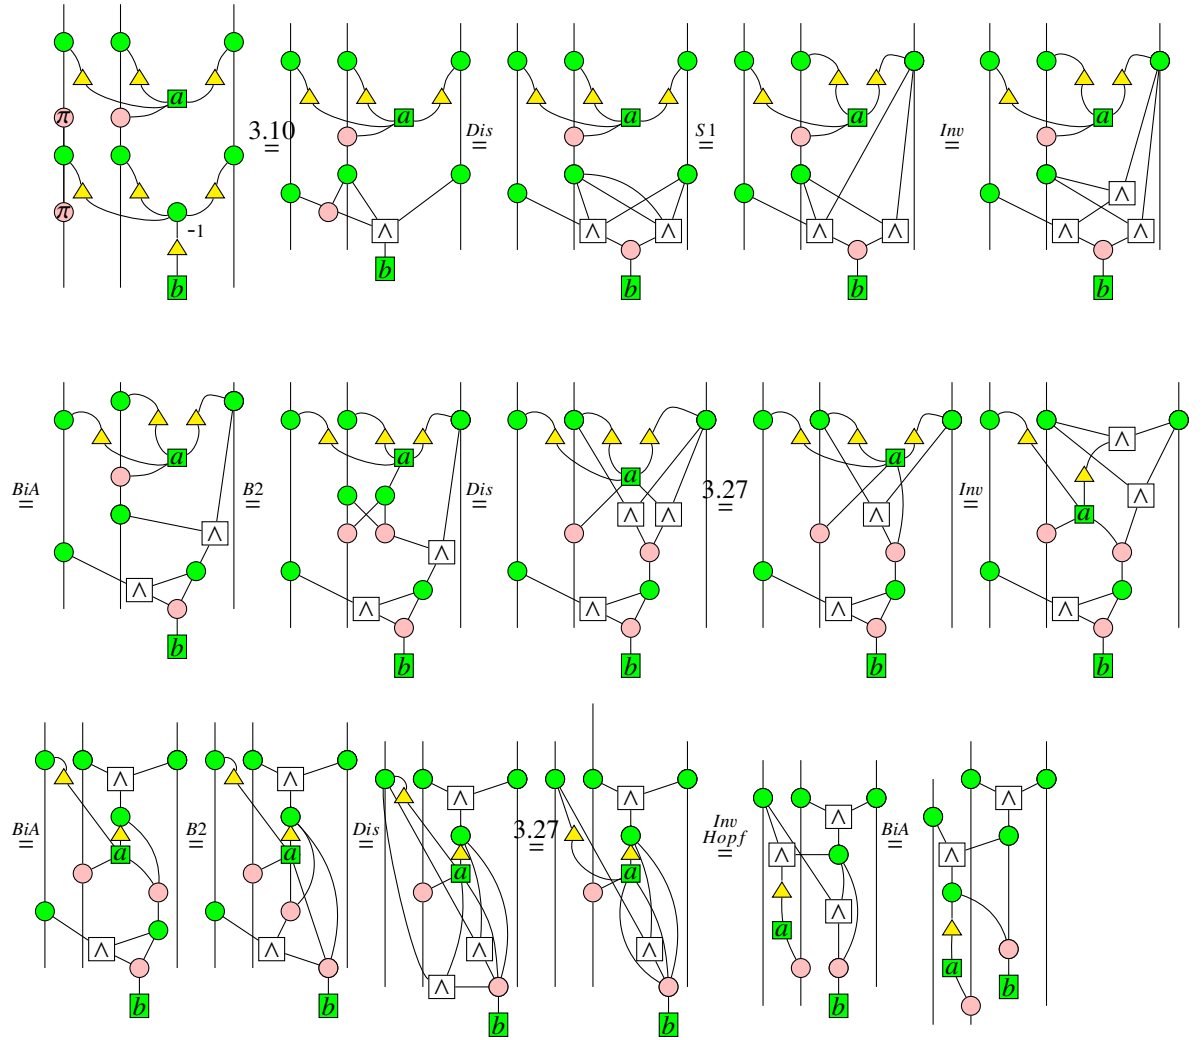 a
π a a a a
3.10 = Dis = S1 = Inv =
∧
π -1 ∧ ∧ ∧ ∧ ∧ ∧ ∧
b
b b b b
∧
a a a a
a
BiA = B2 = Dis = 3.27 = Inv =
∧
∧ ∧ ∧ a
∧
∧
∧ ∧ ∧ ∧ ∧
b
b b b b
∧ ∧
∧ ∧ ∧
BiA = B2 = Dis = 3.27 = Inv Hopf = BiA =
a a ∧ ∧
a a
∧
a
∧ ∧ ∧ ∧
a
∧ b
b b b
b b